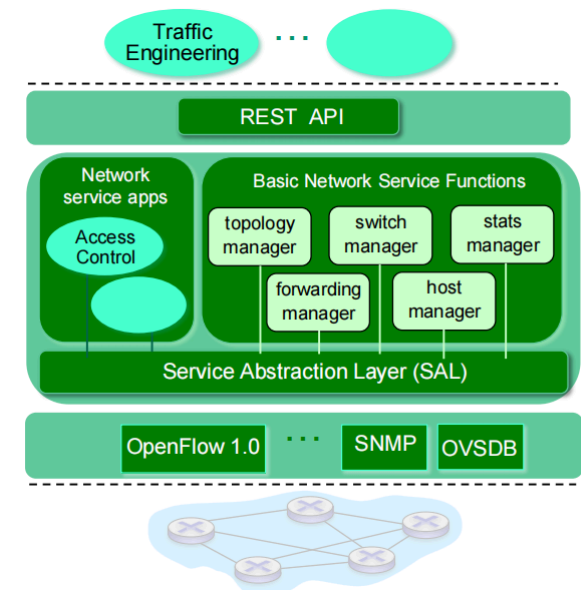 Traffic
Engineering
...
REST API
Network
service apps
Access
Control
Basic Network Service Functions
topology
manager
switch
manager
stats
manager
forwarding
manager
host
manager
Service Abstraction Layer (SAL)
OpenFlow 1.0
...
SNMP
OVSDB